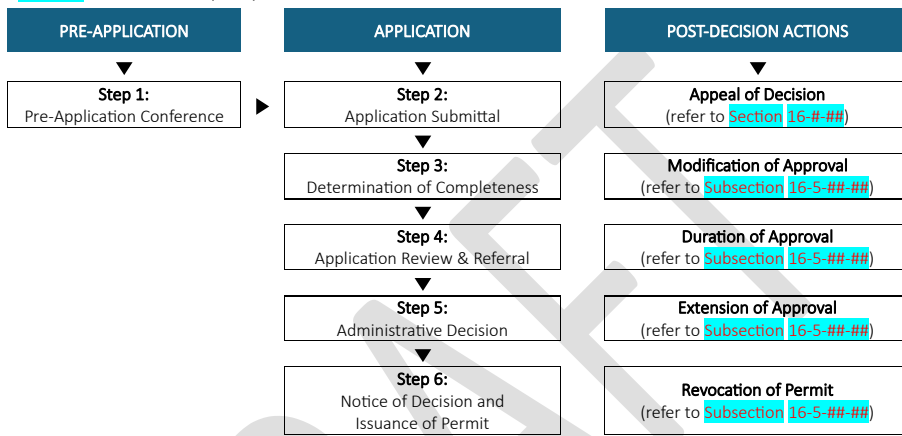 PRE-APPLICATION
Step 1:
Pre-Application Conference
APPLICATION
Step 2:
Application Submittal
Step 3:
Determination of Completeness
Step 4:
Application Review & Referral
Step 5:
Administrative Decision
Step 6:
Notice of Decision and
Issuance of Permit
POST-DECISION ACTIONS
Appeal of Decision
(refer to Section 16-#-##)
Modification of Approval
(refer to Subsection 16-5-##-##)
Duration of Approval
(refer to Subsection 16-5-##-##)
Extension of Approval
(refer to Subsection 16-5-##-##)
Revocation of Permit
(refer to Subsection 16-5-##-##)
DRAFT